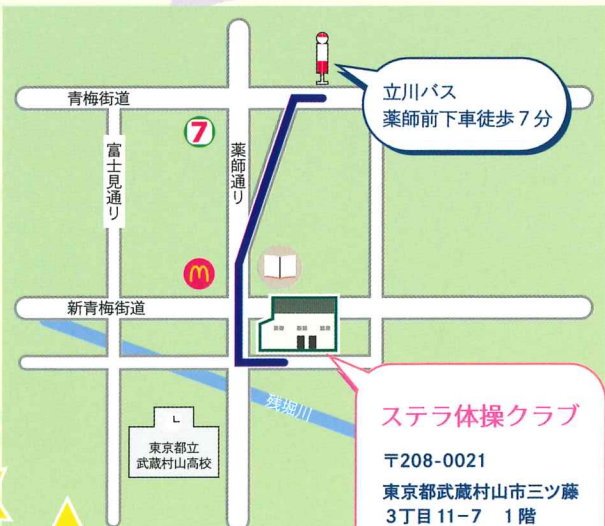 青梅街道
立川バス
薬師前下車徒歩7分
7
富士見通り
薬師通り
M
新青梅街道
残堀川
東京都立
武蔵村山高校
ステラ体操クラブ
〒208-0021
東京都武蔵村山市三ツ藤
3丁目11-7 1階